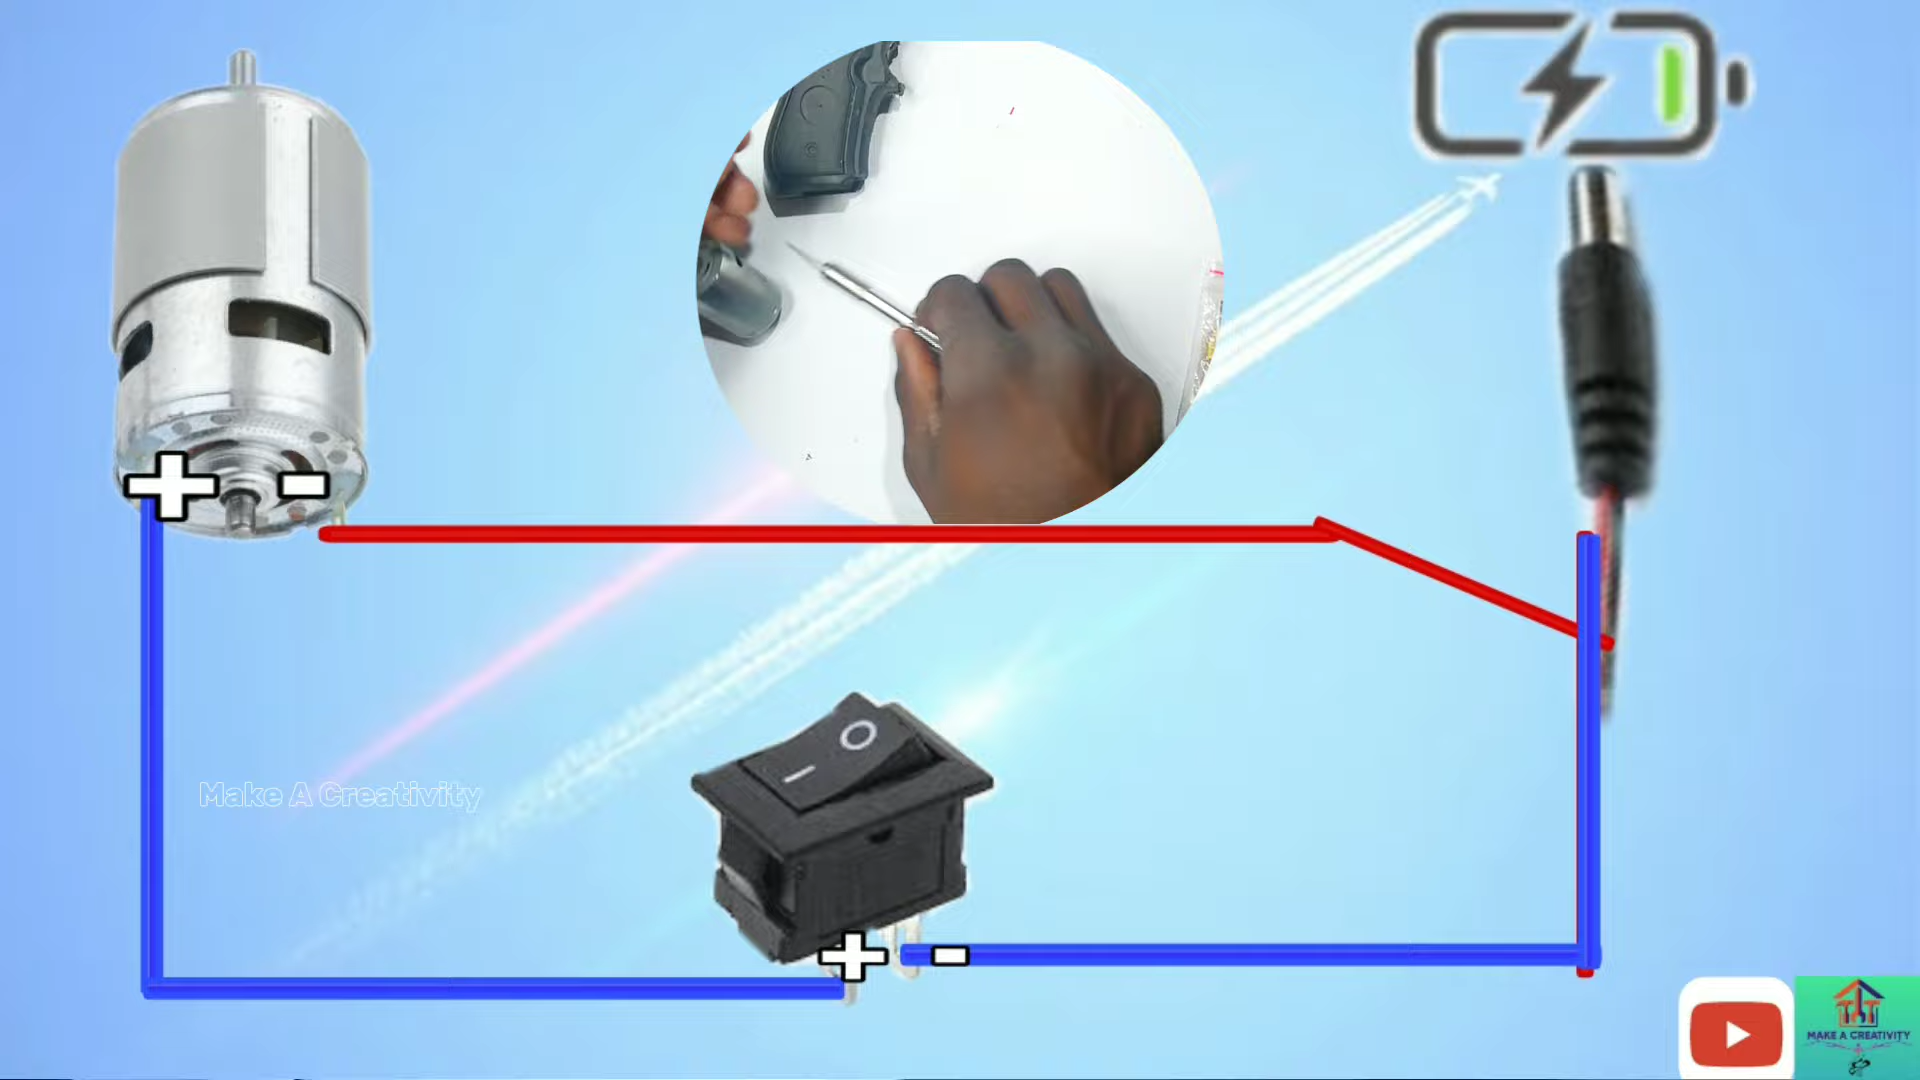 + -
O
I
Make A Creativity
+ -
MAKE A CREATIVITY